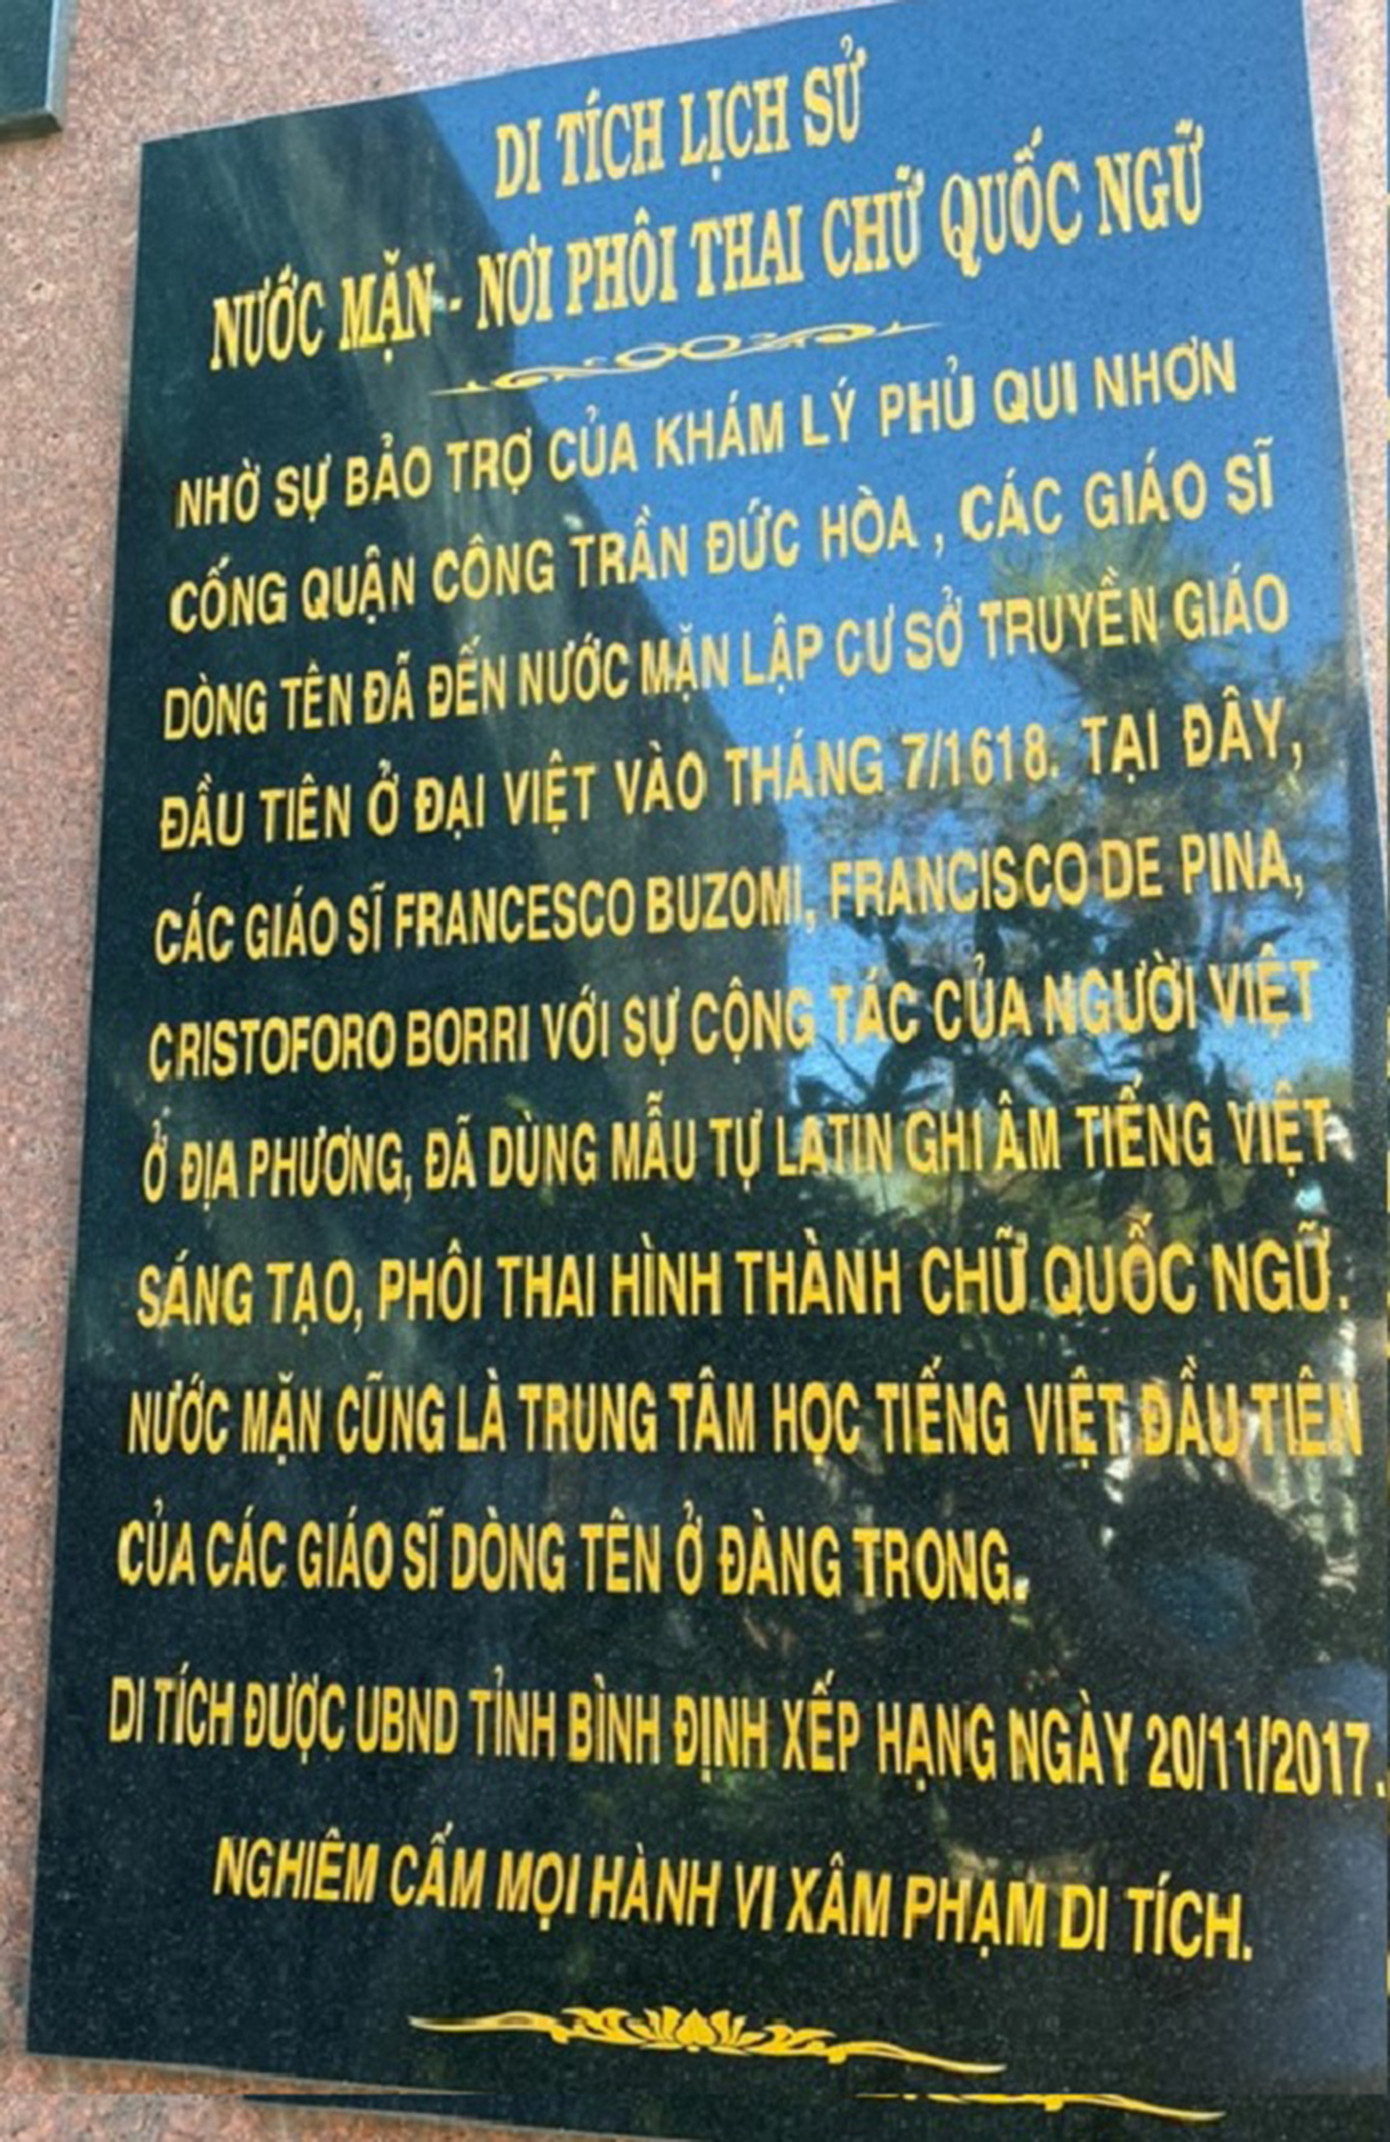 DI TÍCH LỊCH SỬ
NƯỚC MẶN - NƠI PHÔI THAI CHỮ QUỐC NGỮ
NHỜ SỰ BẢO TRỢ CỦA KHÁM LÝ PHỦ QUI NHƠN
CỐNG QUẬN CÔNG TRẦN ĐỨC HÒA , CÁC GIÁO SĨ
DÒNG TÊN ĐÃ ĐẾN NƯỚC MẶN LẬP CƯ SỞ TRUYỀN GIÁO
ĐẦU TIÊN Ở ĐẠI VIỆT VÀO THÁNG 7/1618. TẠI ĐÂY,
CÁC GIÁO SĨ FRANCESCO BUZOMI, FRANCISCO DE PINA,
CRISTOFORO BORRI VỚI SỰ CỘNG TÁC CỦA NGƯỜI VIỆT
Ở ĐỊA PHƯƠNG, ĐÃ DÙNG MẪU TỰ LATIN GHI ÂM TIẾNG VIỆT
SÁNG TẠO, PHÔI THAI HÌNH THÀNH CHỮ QUỐC NGỮ.
NƯỚC MẶN CŨNG LÀ TRUNG TÂM HỌC TIẾNG VIỆT ĐẦU TIÊN
CỦA CÁC GIÁO SĨ DÒNG TÊN Ở ĐÀNG TRONG.
DI TÍCH ĐƯỢC UBND TỈNH BÌNH ĐỊNH XẾP HẠNG NGÀY 20/11/2017.
NGHIÊM CẤM MỌI HÀNH VI XÂM PHẠM DI TÍCH.